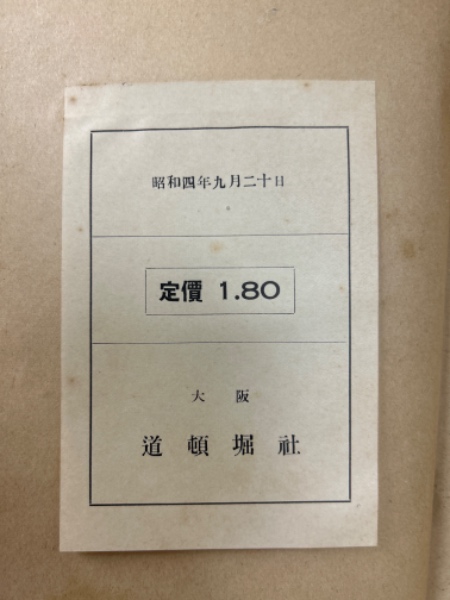 昭和四年九月二十日
定價 1.80
大阪
道頓堀社